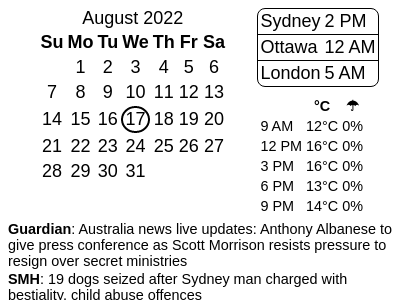 August 2022
Su Mo Tu We Th Fr Sa
1 2 3 4 5 6
7 8 9 10 11 12 13
14 15 16 17 18 19 20
21 22 23 24 25 26 27
28 29 30 31
Sydney 2 PM
Ottawa 12 AM
London 5 AM
°C ☂
9 AM 12°C 0%
12 PM 16°C 0%
3 PM 16°C 0%
6 PM 13°C 0%
9 PM 14°C 0%
Guardian: Australia news live updates: Anthony Albanese to
give press conference as Scott Morrison resists pressure to
resign over secret ministries
SMH: 19 dogs seized after Sydney man charged with
bestiality, child abuse offences